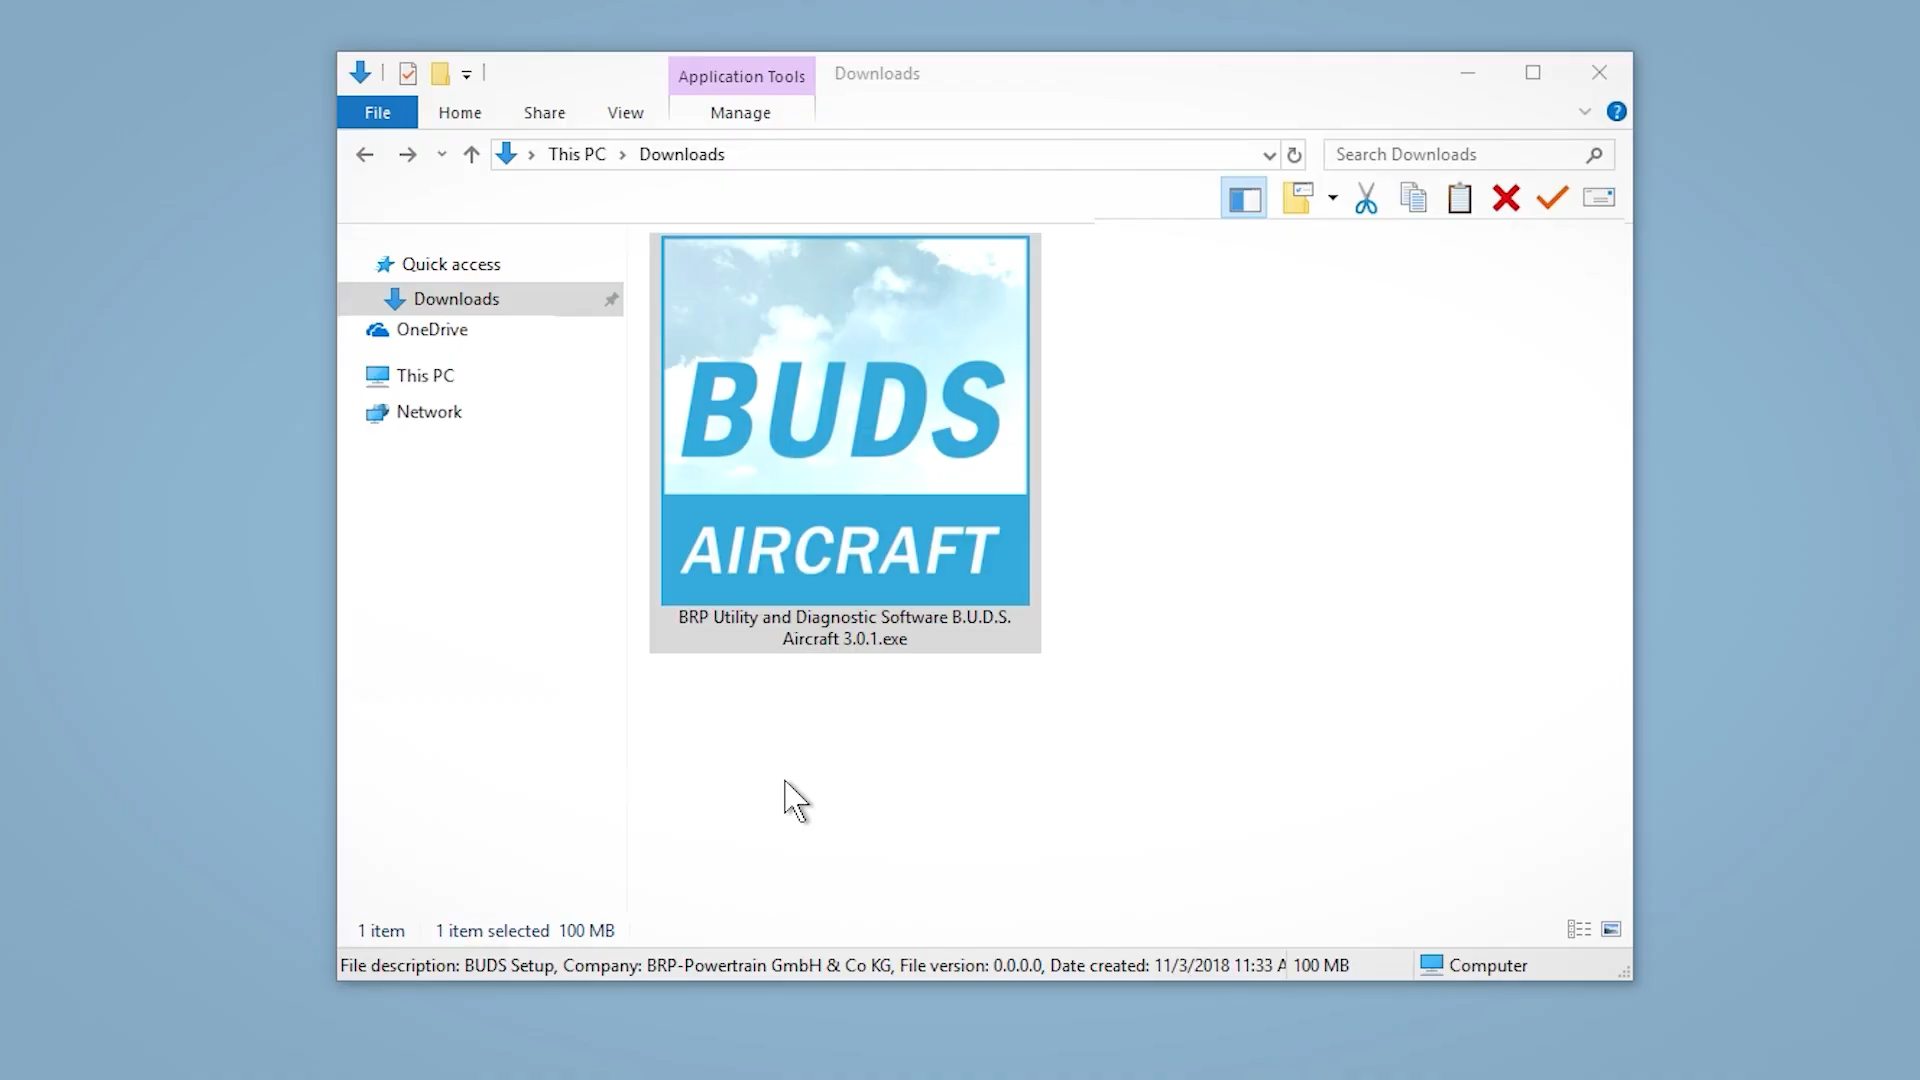 Application Tools
Downloads
File
Home
Share
View
Manage
?
This PC
Downloads
Search Downloads
Quick access
Downloads
OneDrive
This PC
Network
BUDS
AIRCRAFT
BRP Utility and Diagnostic Software B.U.D.S.
Aircraft 3.0.1.exe
1 item
1 item selected 100 MB
File description: BUDS Setup, Company: BRP-Powertrain GmbH & Co KG, File version: 0.0.0.0, Date created: 11/3/2018 11:33 A
100 MB
Computer